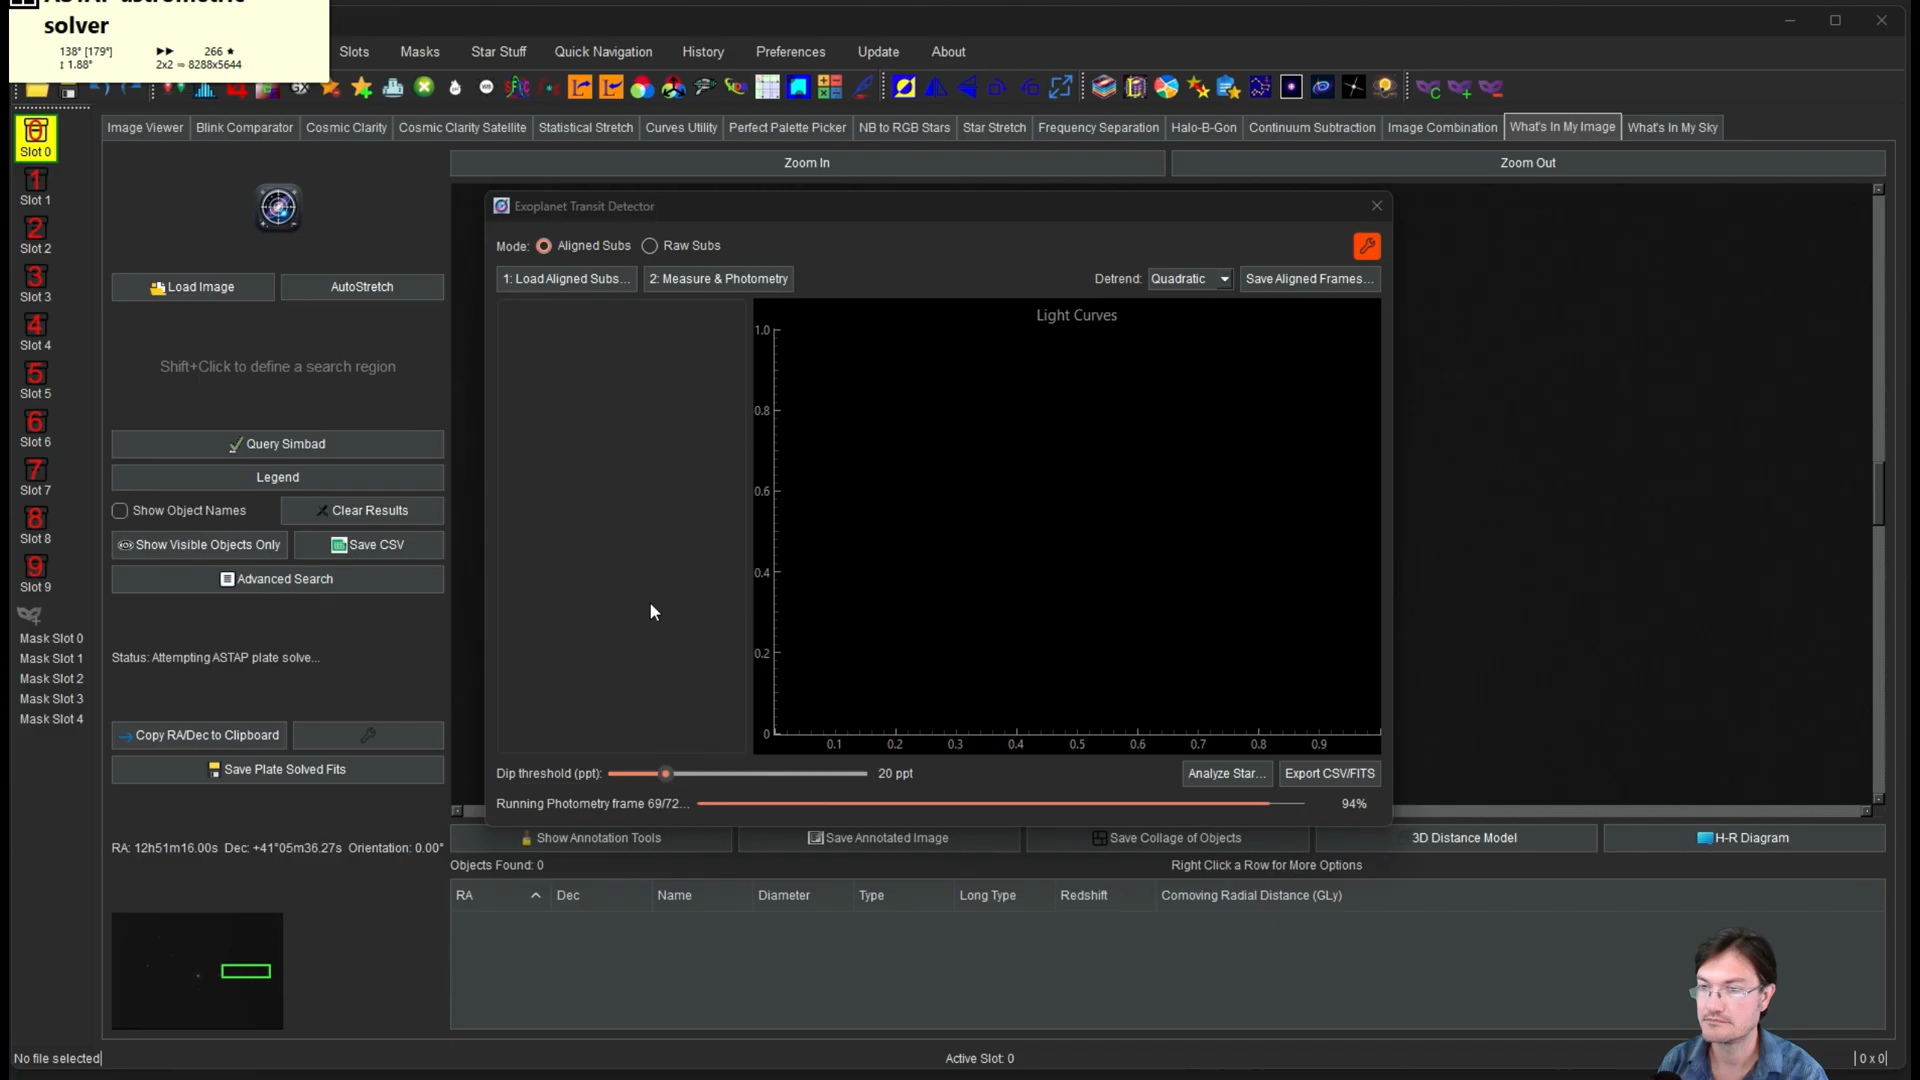 ASTAP astrometric
solver
138° [179°] ▶▶ 266 ★
↕ 1.88° 2x2 ⇒ 8288x5644
Slots Masks Star Stuff Quick Navigation History Preferences Update About
Image Viewer Blink Comparator Cosmic Clarity Cosmic Clarity Satellite Statistical Stretch Curves Utility Perfect Palette Picker NB to RGB Stars Star Stretch Frequency Separation Halo-B-Gon Continuum Subtraction Image Combination What's In My Image What's In My Sky
0
Slot 0
1
Slot 1
2
Slot 2
3
Slot 3
4
Slot 4
5
Slot 5
6
Slot 6
7
Slot 7
8
Slot 8
9
Slot 9
Mask Slot 0
Mask Slot 1
Mask Slot 2
Mask Slot 3
Mask Slot 4
Load Image AutoStretch
Shift+Click to define a search region
Query Simbad
Legend
Show Object Names Clear Results
Show Visible Objects Only Save CSV
Advanced Search
Status: Attempting ASTAP plate solve...
Copy RA/Dec to Clipboard
Save Plate Solved Fits
RA: 12h51m16.00s Dec: +41°05m36.27s Orientation: 0.00°
Zoom In Zoom Out
Exoplanet Transit Detector
Mode: Aligned Subs Raw Subs
1: Load Aligned Subs... 2: Measure & Photometry Detrend: Quadratic Save Aligned Frames...
Light Curves
1.0
0.8
0.6
0.4
0.2
0
0.1 0.2 0.3 0.4 0.5 0.6 0.7 0.8 0.9
Dip threshold (ppt): 20 ppt Analyze Star... Export CSV/FITS
Running Photometry frame 69/72... 94%
Show Annotation Tools Save Annotated Image Save Collage of Objects 3D Distance Model H-R Diagram
Objects Found: 0 Right Click a Row for More Options
RA Dec Name Diameter Type Long Type Redshift Comoving Radial Distance (GLy)
No file selected Active Slot: 0 0 x 0